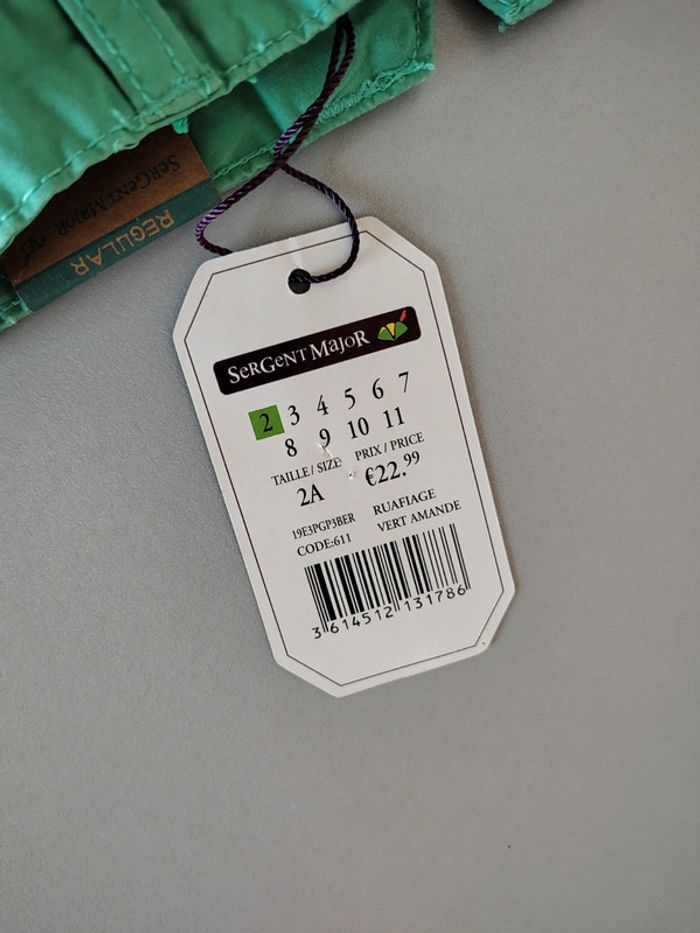 SERGENT MAJOR
REGULAR
SERGENT MAJOR
2 3 4 5 6 7
8 9 10 11
TAILLE / SIZE PRIX / PRICE
2A €22.99
19E3PGP3BER RUAFIAGE
CODE:611 VERT AMANDE
3 614512 131786